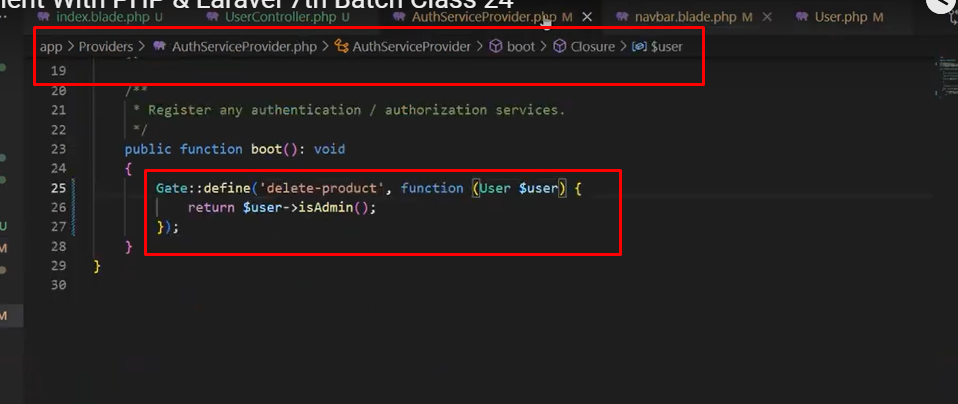 ment With PHP & Laravel 7th Batch Class 24
index.blade.php U UserController.php U AuthServiceProvider.php M navbar.blade.php M User.php M
app > Providers > AuthServiceProvider.php > AuthServiceProvider > boot > Closure > $user
19
20 /**
21 * Register any authentication / authorization services.
22 */
23 public function boot(): void
24 {
25 Gate::define('delete-product', function (User $user) {
26 return $user->isAdmin();
27 });
28 }
29 }
30
U
M
M